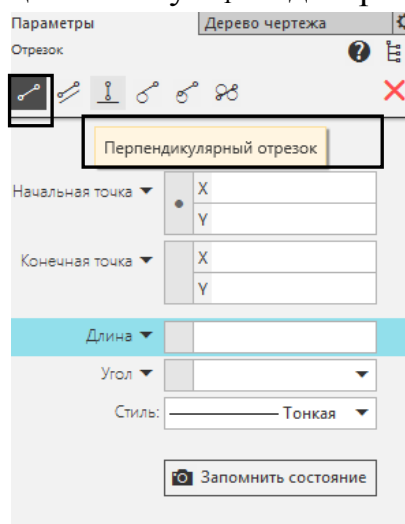 Параметры
Дерево чертежа
Отрезок
?
Перпендикулярный отрезок
Начальная точка
X
Y
Конечная точка
X
Y
Длина
Угол
Стиль:
Тонкая
Запомнить состояние